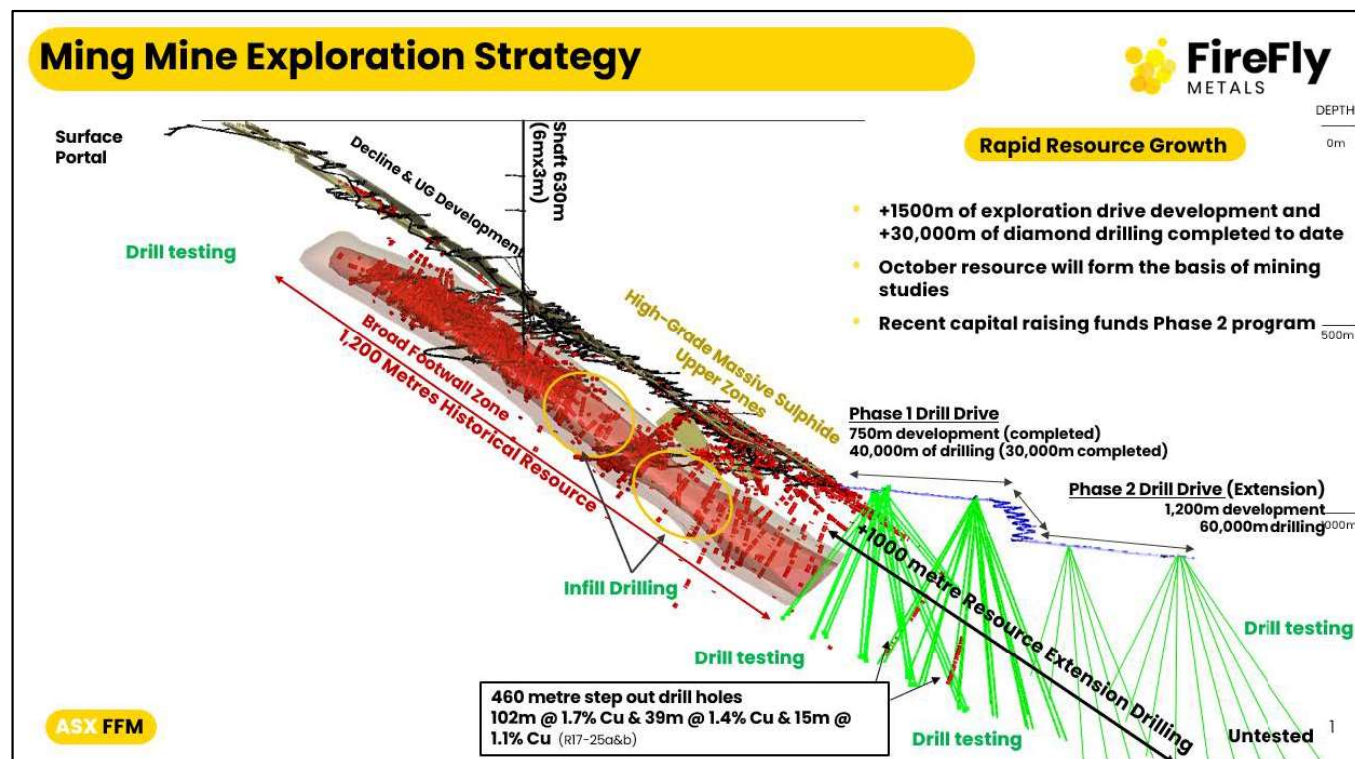 Ming Mine Exploration Strategy
FireFly
METALS
DEPTH
0m
Surface
Portal
Decline & UG Development
Shaft 630m
(6mx3m)
Rapid Resource Growth
+1500m of exploration drive development and
+30,000m of diamond drilling completed to date
October resource will form the basis of mining
studies
Recent capital raising funds Phase 2 program
500m
Drill testing
High-Grade Massive Sulphide
Upper Zones
Broad Footwall Zone
1,200 Metres Historical Resource
Phase 1 Drill Drive
750m development (completed)
40,000m of drilling (30,000m completed)
Phase 2 Drill Drive (Extension)
1,200m development
60,000m drilling
1000m
Infill Drilling
+1000 metre Resource Extension Drilling
Drill testing
Drill testing
460 metre step out drill holes
102m @ 1.7% Cu & 39m @ 1.4% Cu & 15m @
1.1% Cu (R17-25a&b)
Drill testing
Untested
1
ASX FFM